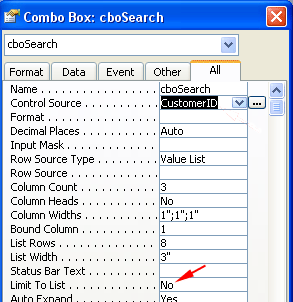 Combo Box: cboSearch
cboSearch
Format Data Event Other All
Name . . . . . . . . . . . . . . . . . . cboSearch
Control Source . . . . . . . . . . . CustomerID ...
Format . . . . . . . . . . . . . . . . .
Decimal Places . . . . . . . . . . . Auto
Input Mask . . . . . . . . . . . . . .
Row Source Type . . . . . . . . . Value List
Row Source . . . . . . . . . . . . . .
Column Count . . . . . . . . . . . . 3
Column Heads . . . . . . . . . . . . No
Column Widths . . . . . . . . . . . 1";1";1"
Bound Column . . . . . . . . . . . . 1
List Rows . . . . . . . . . . . . . . . 8
List Width . . . . . . . . . . . . . . . 3"
Status Bar Text . . . . . . . . . . .
Limit To List . . . . . . . . . . . . . No
Auto Expand . . . . . . . . . . . . . Yes